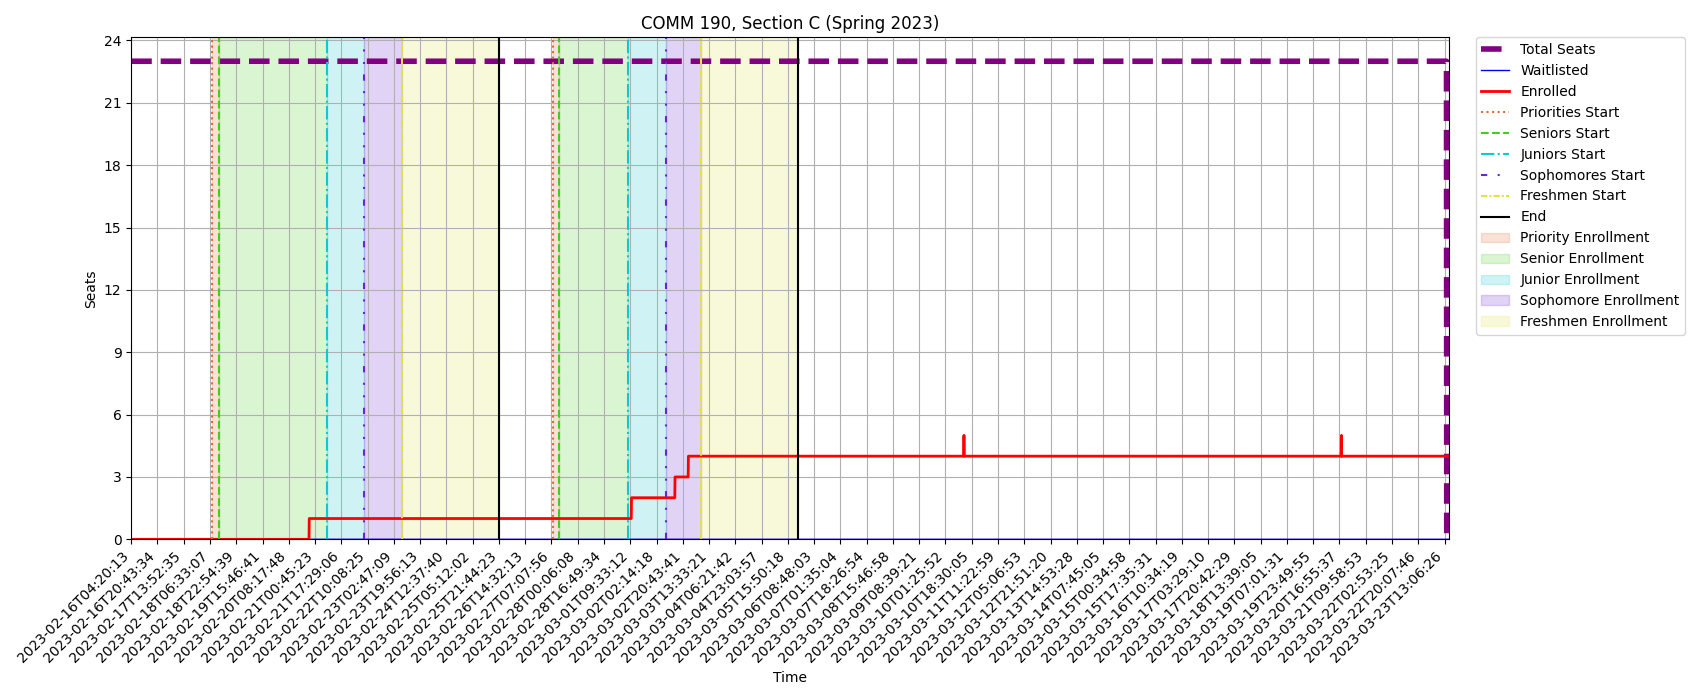 COMM 190, Section C (Spring 2023)
24
21
18
15
12
9
6
3
0
Seats
2023-02-16T04:20:13
2023-02-16T20:43:34
2023-02-17T13:52:35
2023-02-18T06:33:07
2023-02-18T22:54:39
2023-02-19T15:46:41
2023-02-20T08:17:48
2023-02-21T00:45:23
2023-02-21T17:29:06
2023-02-22T10:08:25
2023-02-23T02:47:09
2023-02-23T19:56:13
2023-02-24T12:37:40
2023-02-25T05:12:02
2023-02-25T21:44:23
2023-02-26T14:32:13
2023-02-27T07:07:56
2023-02-28T00:06:08
2023-02-28T16:49:34
2023-03-01T09:33:12
2023-03-02T02:14:18
2023-03-02T20:43:41
2023-03-03T13:33:21
2023-03-04T06:21:42
2023-03-04T23:03:57
2023-03-05T15:50:18
2023-03-06T08:48:03
2023-03-07T01:35:04
2023-03-07T18:26:54
2023-03-08T15:46:58
2023-03-09T08:39:21
2023-03-10T01:25:52
2023-03-10T18:30:05
2023-03-11T11:22:59
2023-03-12T05:06:53
2023-03-12T21:51:20
2023-03-13T14:53:28
2023-03-14T07:45:05
2023-03-15T00:34:58
2023-03-15T17:35:31
2023-03-16T10:34:19
2023-03-17T03:29:10
2023-03-17T20:42:29
2023-03-18T13:39:05
2023-03-19T07:01:31
2023-03-19T23:49:55
2023-03-20T16:55:37
2023-03-21T09:58:53
2023-03-22T02:53:25
2023-03-22T20:07:46
2023-03-23T13:06:26
Time
Total Seats
Waitlisted
Enrolled
Priorities Start
Seniors Start
Juniors Start
Sophomores Start
Freshmen Start
End
Priority Enrollment
Senior Enrollment
Junior Enrollment
Sophomore Enrollment
Freshmen Enrollment